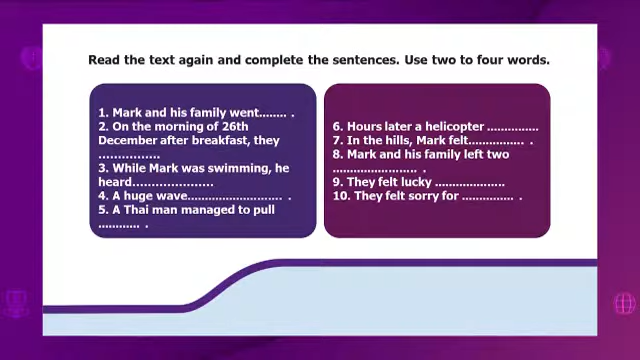 Read the text again and complete the sentences. Use two to four words.
1. Mark and his family went........ .
2. On the morning of 26th
December after breakfast, they
................
3. While Mark was swimming, he
heard.....................
4. A huge wave......................... .
5. A Thai man managed to pull
............ .
6. Hours later a helicopter ..............
7. In the hills, Mark felt............... .
8. Mark and his family left two
........................ .
9. They felt lucky .....................
10. They felt sorry for .............. .